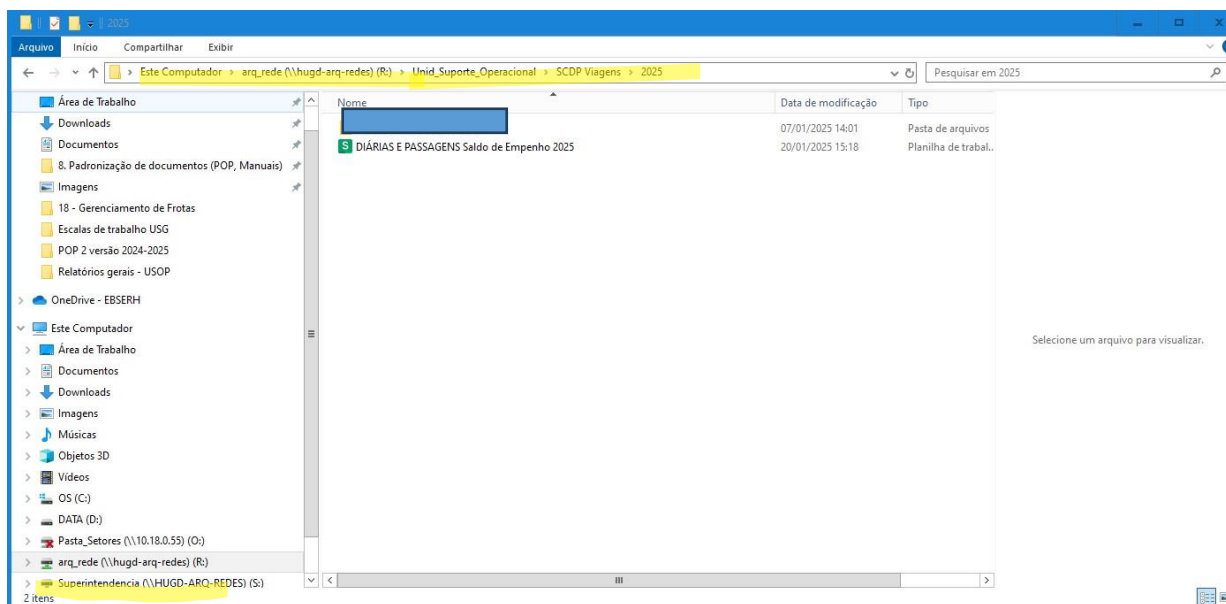 2025
Arquivo Início Compartilhar Exibir
Este Computador > arq_rede (\\hugd-arq-redes) (R:) > Unid_Suporte_Operacional > SCDP Viagens > 2025
Pesquisar em 2025
Área de Trabalho
Downloads
Documentos
8. Padronização de documentos (POP, Manuais)
Imagens
18 - Gerenciamento de Frotas
Escalas de trabalho USG
POP 2 versão 2024-2025
Relatórios gerais - USOP
OneDrive - EBSERH
Este Computador
Área de Trabalho
Documentos
Downloads
Imagens
Músicas
Objetos 3D
Vídeos
OS (C:)
DATA (D:)
Pasta_Setores (\\10.18.0.55) (O:)
arq_rede (\\hugd-arq-redes) (R:)
Superintendencia (\\HUGD-ARQ-REDES) (S:)
2 itens
Nome Data de modificação Tipo
07/01/2025 14:01 Pasta de arquivos
DIÁRIAS E PASSAGENS Saldo de Empenho 2025 20/01/2025 15:18 Planilha de trabal...
Selecione um arquivo para visualizar.